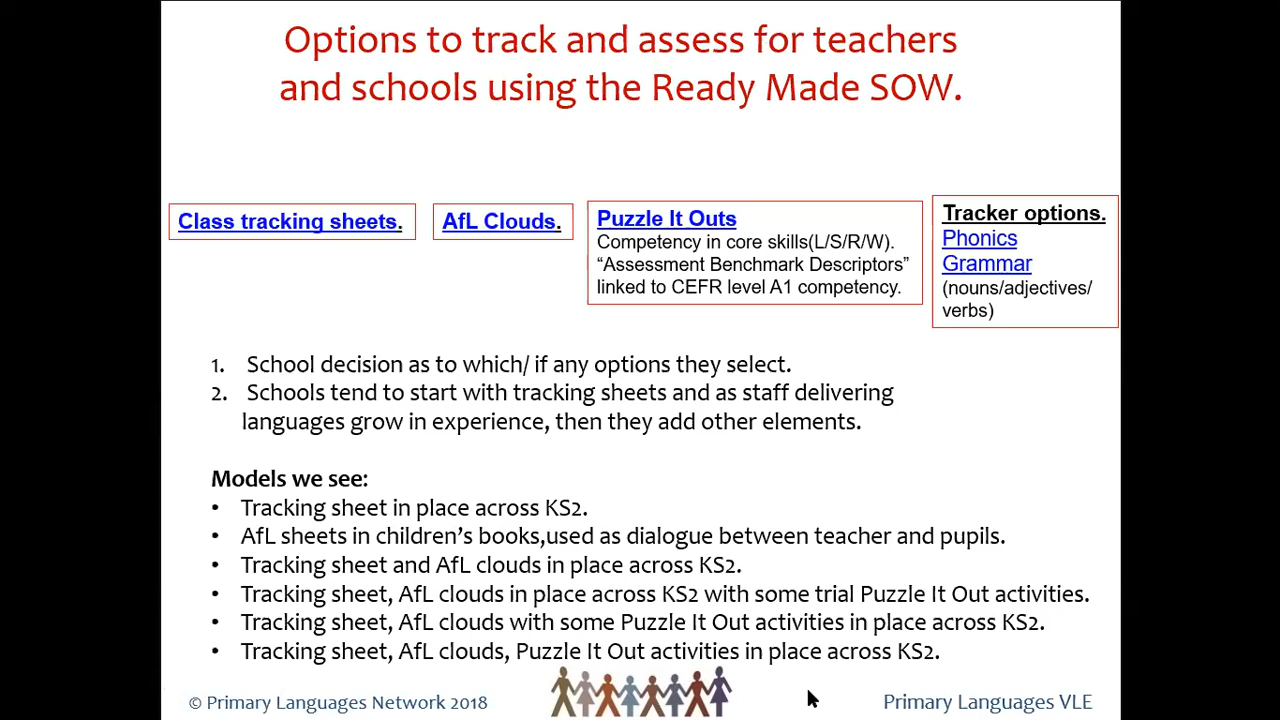 Options to track and assess for teachers
and schools using the Ready Made SOW.
Class tracking sheets.
AfL Clouds.
Puzzle It Outs
Competency in core skills(L/S/R/W).
“Assessment Benchmark Descriptors”
linked to CEFR level A1 competency.
Tracker options.
Phonics
Grammar
(nouns/adjectives/
verbs)
1. School decision as to which/ if any options they select.
2. Schools tend to start with tracking sheets and as staff delivering
languages grow in experience, then they add other elements.
Models we see:
• Tracking sheet in place across KS2.
• AfL sheets in children’s books,used as dialogue between teacher and pupils.
• Tracking sheet and AfL clouds in place across KS2.
• Tracking sheet, AfL clouds in place across KS2 with some trial Puzzle It Out activities.
• Tracking sheet, AfL clouds with some Puzzle It Out activities in place across KS2.
• Tracking sheet, AfL clouds, Puzzle It Out activities in place across KS2.
© Primary Languages Network 2018
Primary Languages VLE